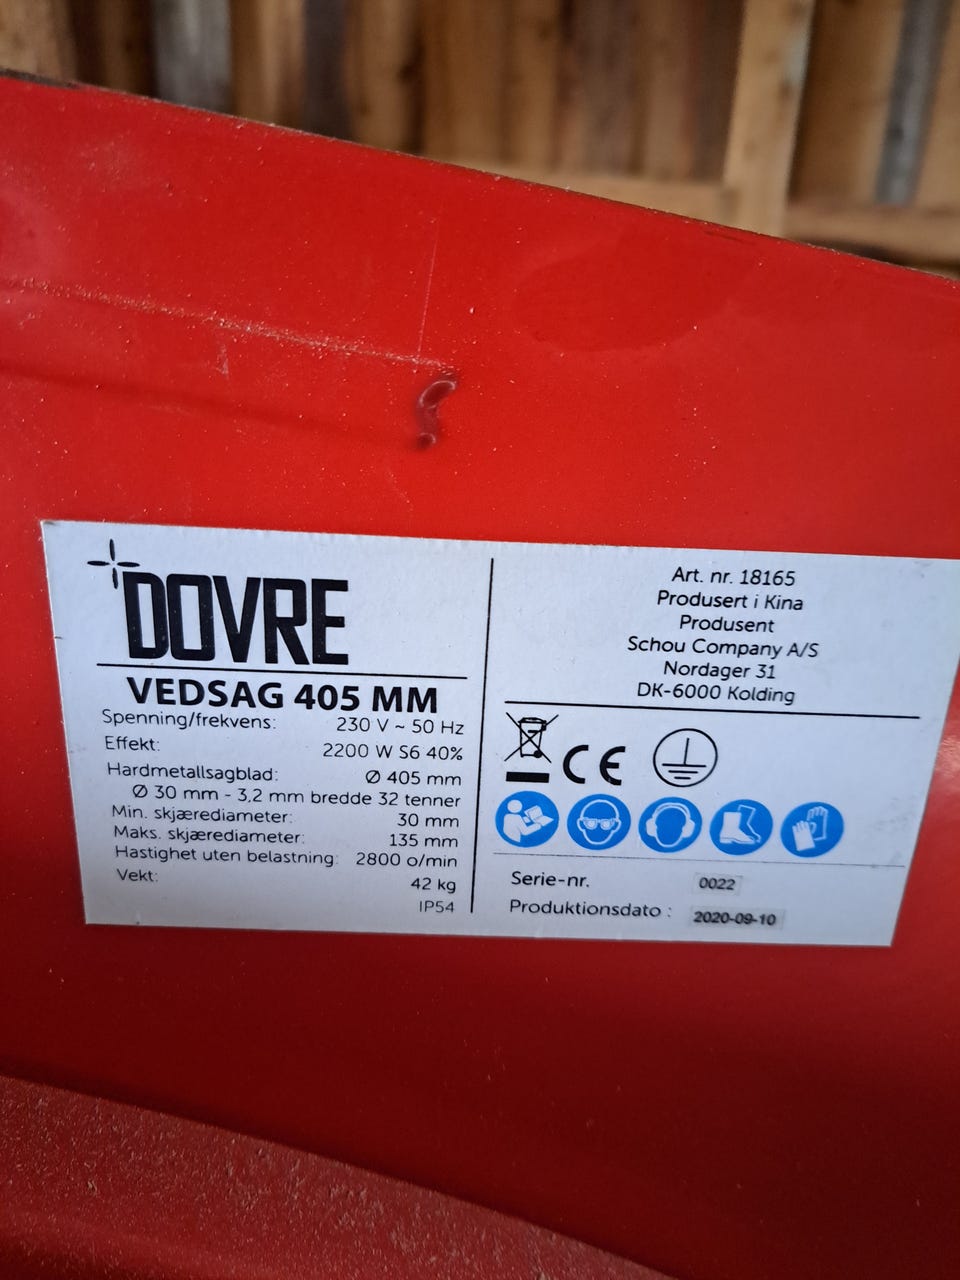 DOVRE
VEDSAG 405 MM
Spenning/frekvens: 230 V ~ 50 Hz
Effekt: 2200 W S6 40%
Hardmetallsagblad: Ø 405 mm
Ø 30 mm - 3,2 mm bredde 32 tenner
Min. skjærediameter: 30 mm
Maks. skjærediameter: 135 mm
Hastighet uten belastning: 2800 o/min
Vekt: 42 kg
IP54
Art. nr. 18165
Produsert i Kina
Produsent
Schou Company A/S
Nordager 31
DK-6000 Kolding
CE
Serie-nr. 0022
Produktionsdato : 2020-09-10